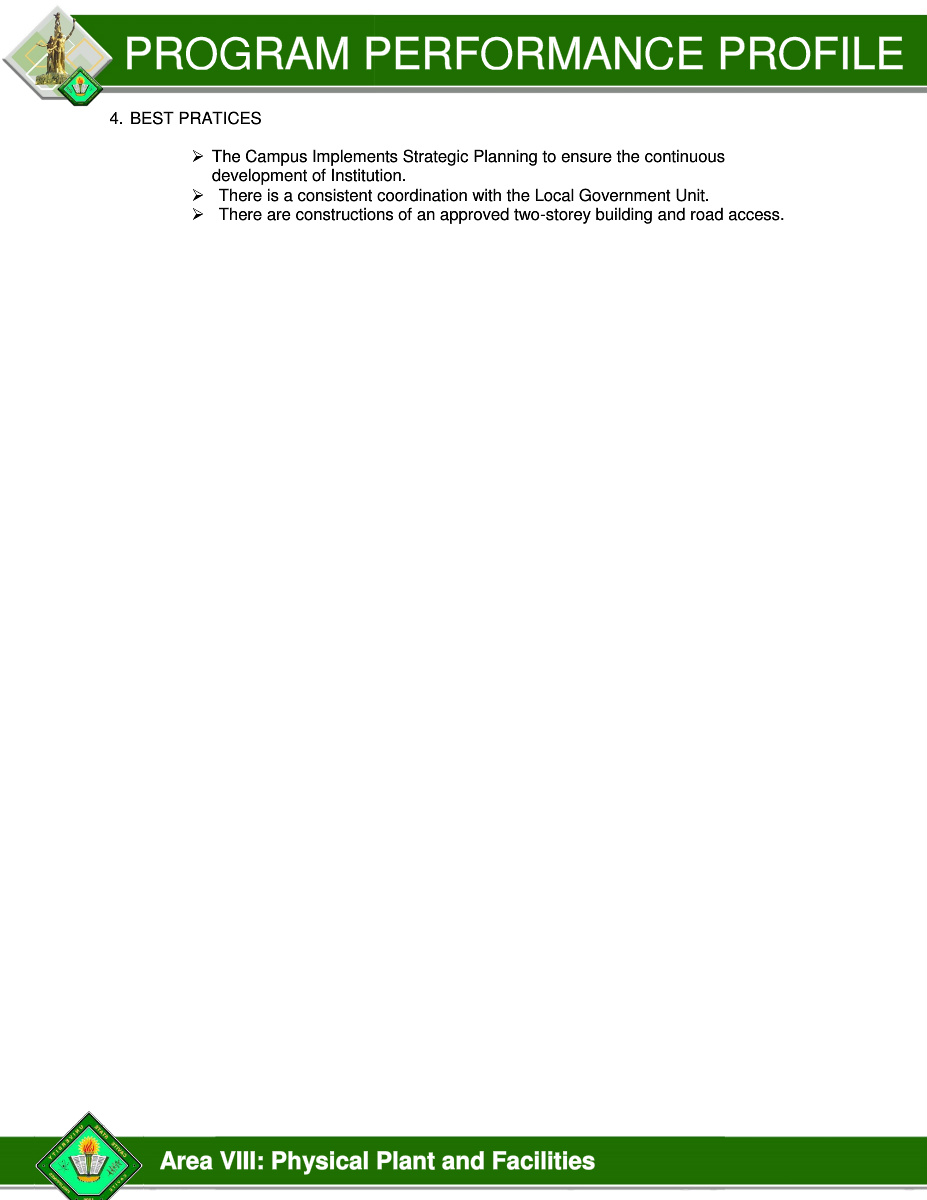 PROGRAM PERFORMANCE PROFILE
4. BEST PRATICES
➢ The Campus Implements Strategic Planning to ensure the continuous
development of Institution.
➢ There is a consistent coordination with the Local Government Unit.
➢ There are constructions of an approved two-storey building and road access.
Area VIII: Physical Plant and Facilities